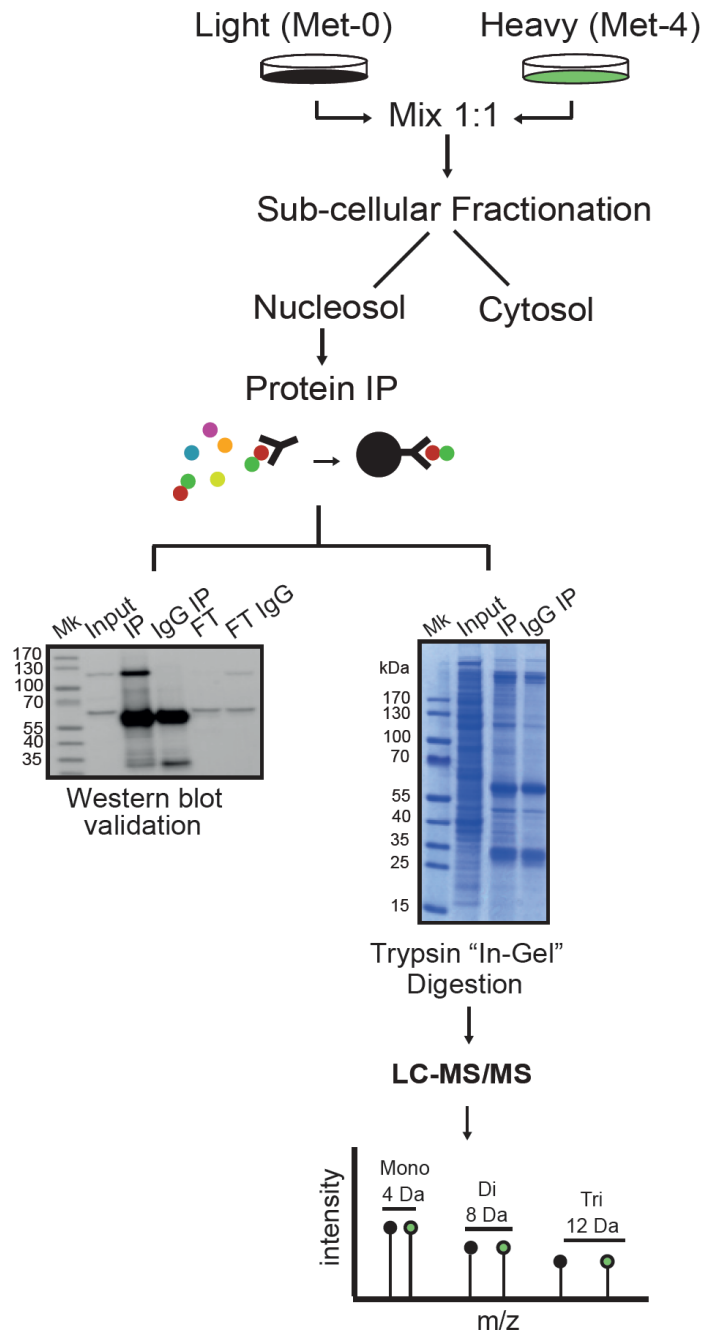 Light (Met-0)
Heavy (Met-4)
Mix 1:1
Sub-cellular Fractionation
Nucleosol
Cytosol
Protein IP
Mk
Input
IP
IgG IP
FT
FT IgG
170
130
100
70
55
40
35
Western blot
validation
Mk
Input
IP
IgG IP
kDa
170
130
100
70
55
40
35
25
15
Trypsin “In-Gel”
Digestion
LC-MS/MS
intensity
Mono
4 Da
Di
8 Da
Tri
12 Da
m/z